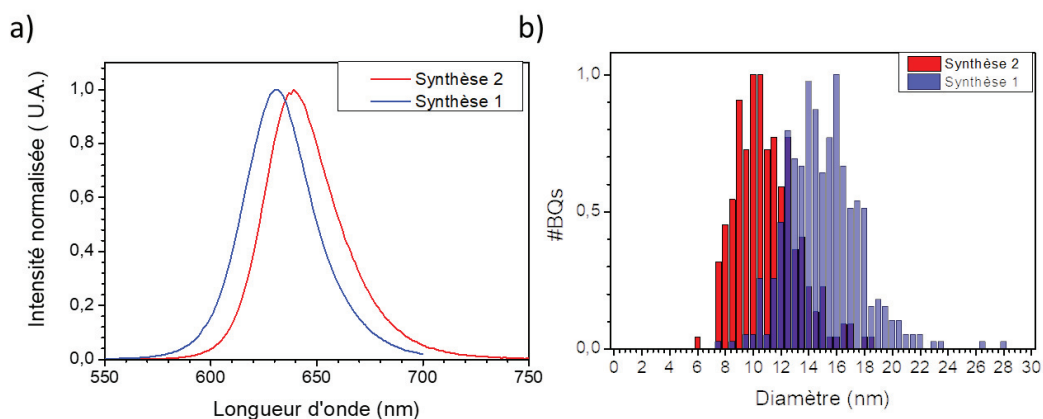 a)
Intensité normalisée ( U.A.)
1,0
0,8
0,6
0,4
0,2
0,0
Synthèse 2
Synthèse 1
550 600 650 700 750
Longueur d'onde (nm)
b)
#BQs
1,0
0,5
0,0
Synthèse 2
Synthèse 1
0 2 4 6 8 10 12 14 16 18 20 22 24 26 28 30
Diamètre (nm)